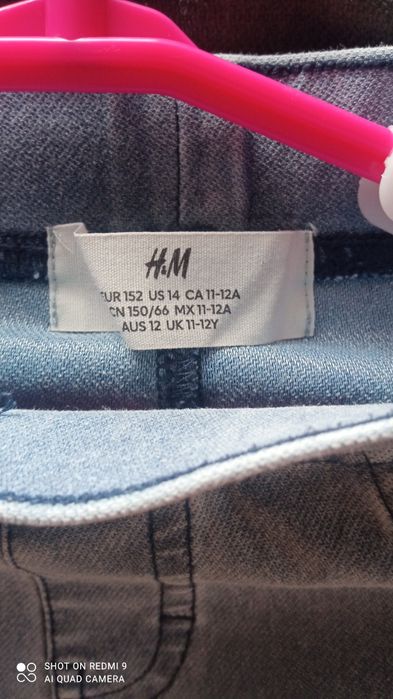 H&M
EUR 152 US 14 CA 11-12A
CN 150/66 MX 11-12A
AUS 12 UK 11-12Y
SHOT ON REDMI 9
AI QUAD CAMERA